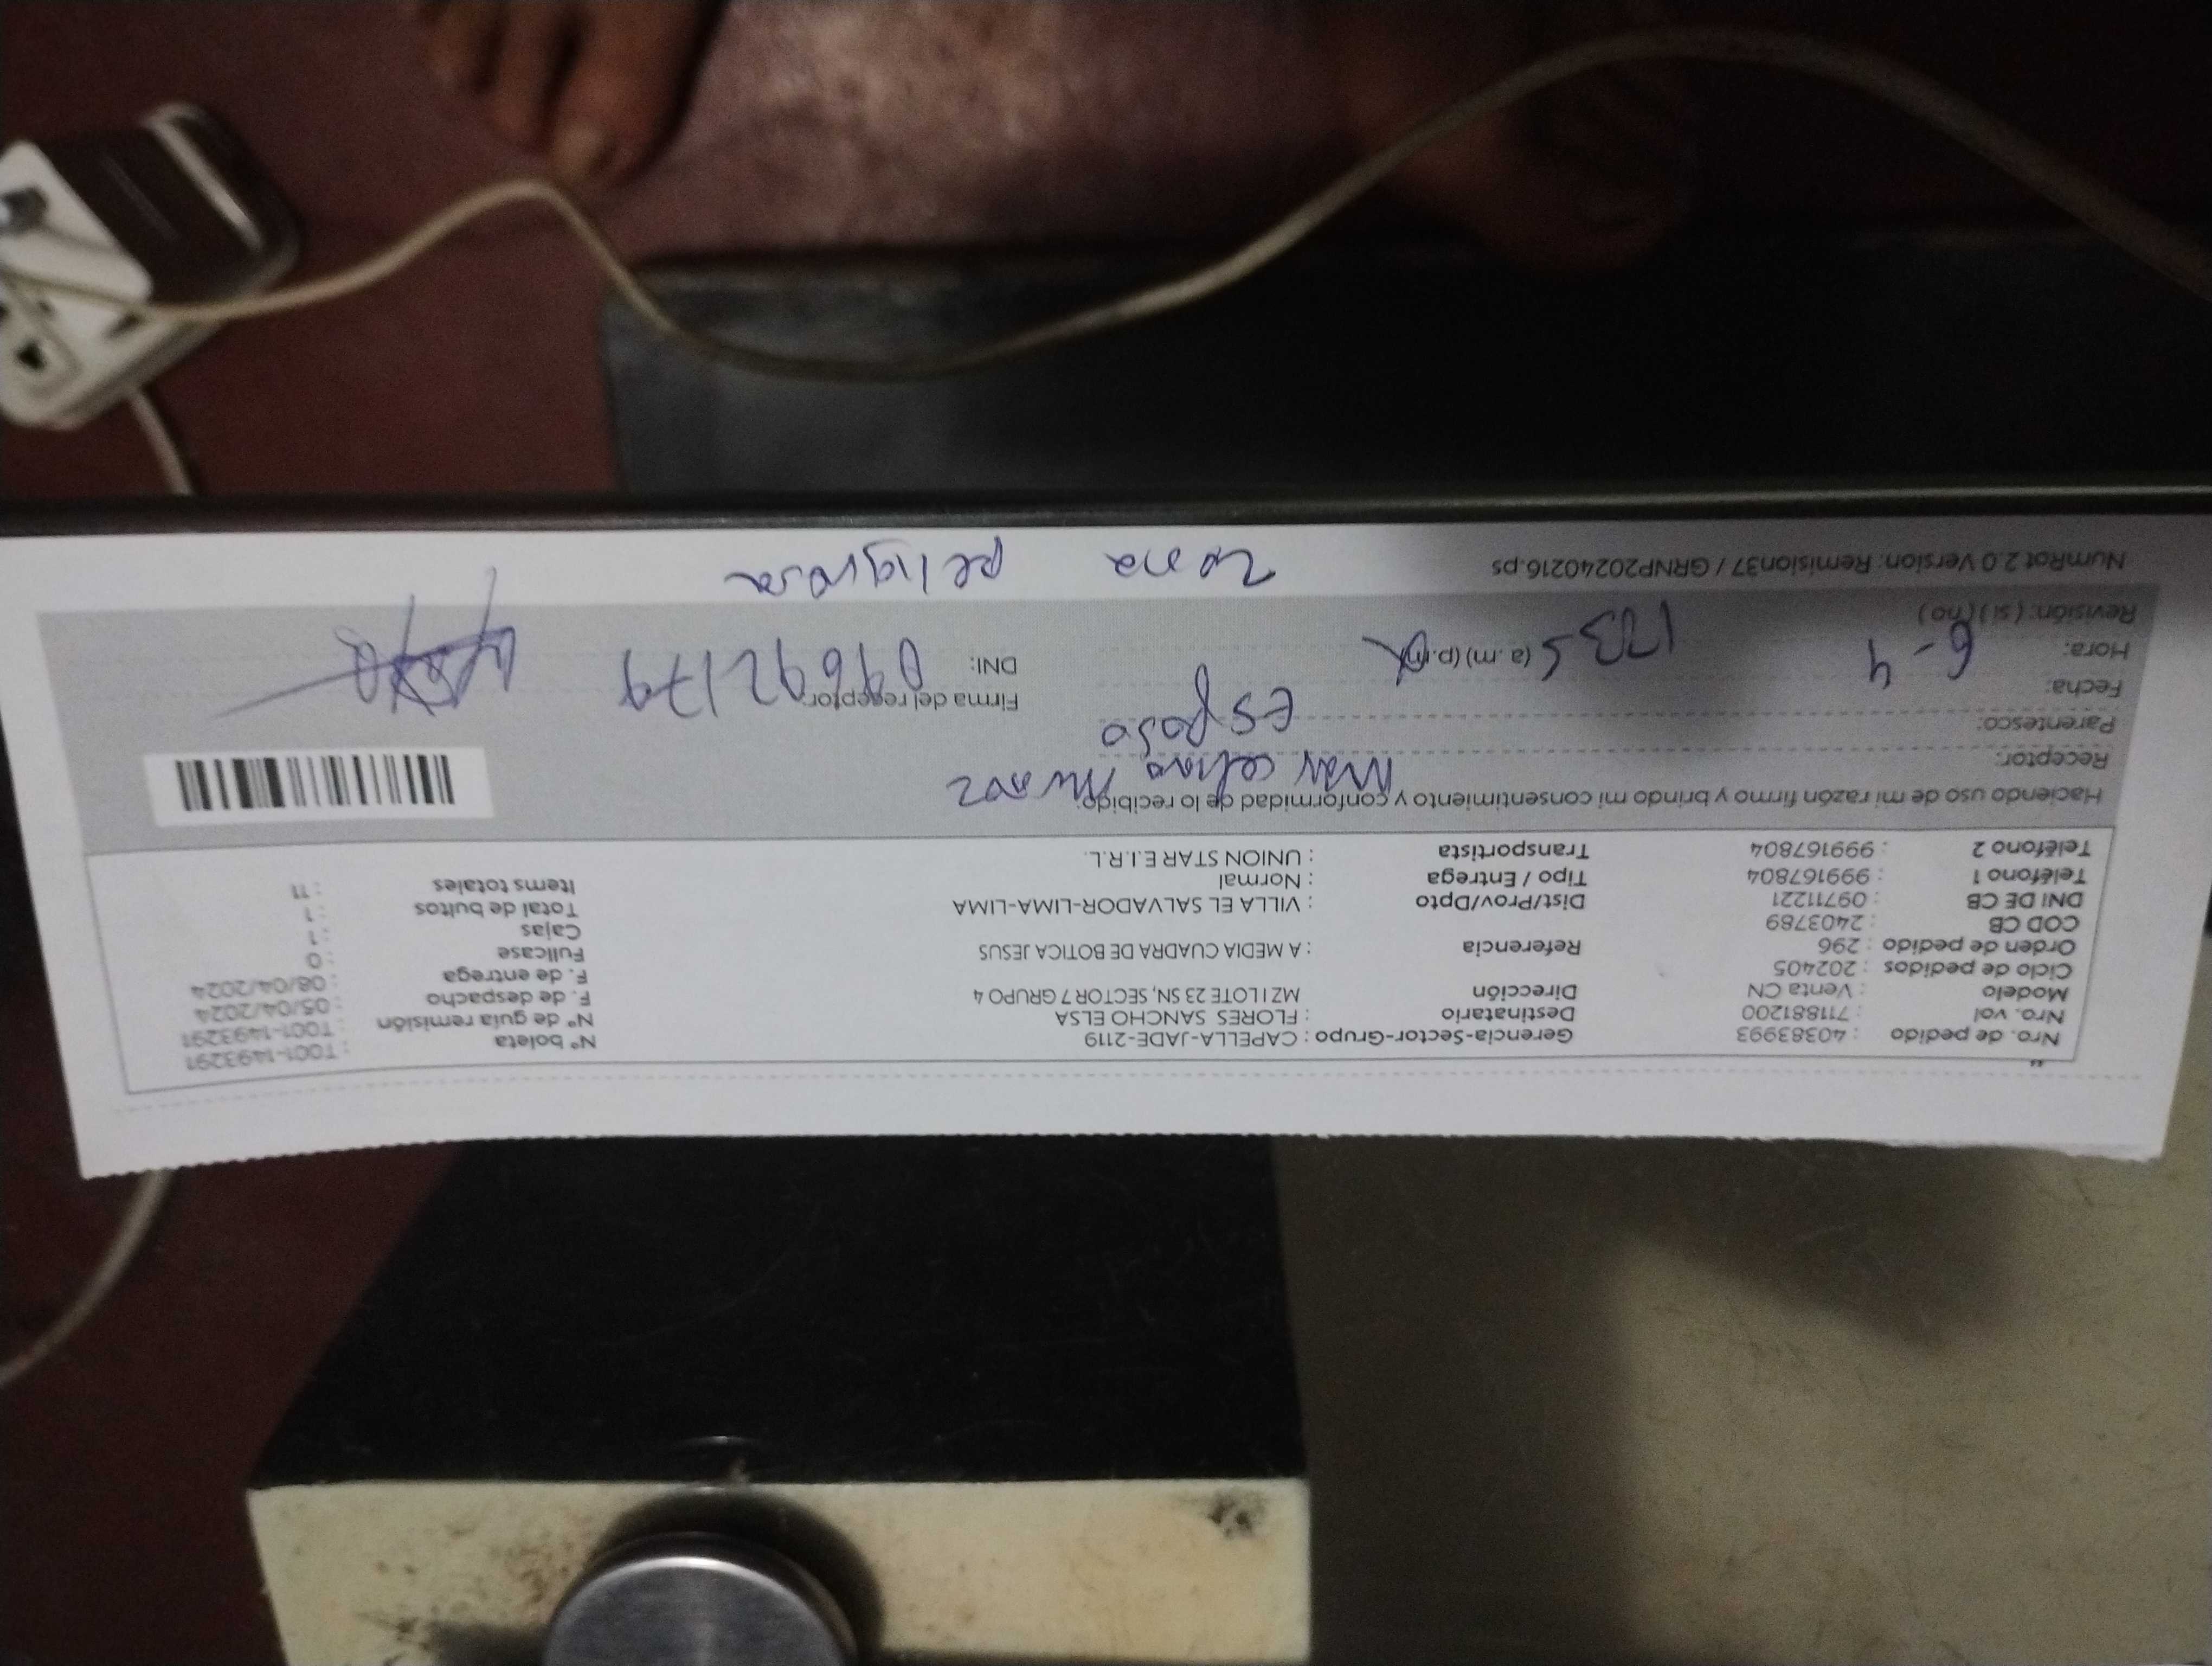 Nro. de pedido : 40383993 Gerencia-Sector-Grupo : CAPELLA-JADE-2119 N° boleta : T001-1493291
Nro. vol : 711881200 Destinatario : FLORES SANCHO ELSA N° de guia remisión : T001-1493291
Modelo : Venta CN Dirección MZ I LOTE 23 SN, SECTOR 7 GRUPO 4 F. de despacho : 05/04/2024
Ciclo de pedidos : 202405 F. de entrega : 08/04/2024
Orden de pedido : 296 Referencia : A MEDIA CUADRA DE BOTICA JESUS Fullcase : 0
COD CB : 2403789 Cajas : 1
DNI DE CB : 09711221 Dist/Prov/Dpto : VILLA EL SALVADOR-LIMA-LIMA Total de bultos : 1
Teléfono 1 : 999167804 Tipo / Entrega : Normal Items totales : 11
Teléfono 2 : 999167804 Transportista : UNION STAR E.I.R.L.
Haciendo uso de mi razón firmo y brindo mi consentimiento y conformidad de lo recibido.
Receptor: Marcelino Munoz
Parentesco: esposo
Fecha: 6-4 Firma del receptor
Hora: 1735 (a.m) (p.m) DNI: 09692179
Revisión: ( si ) ( no )
NumRot 2.0 Version: Remision37 / GRNP20240216.ps zona peligrosa